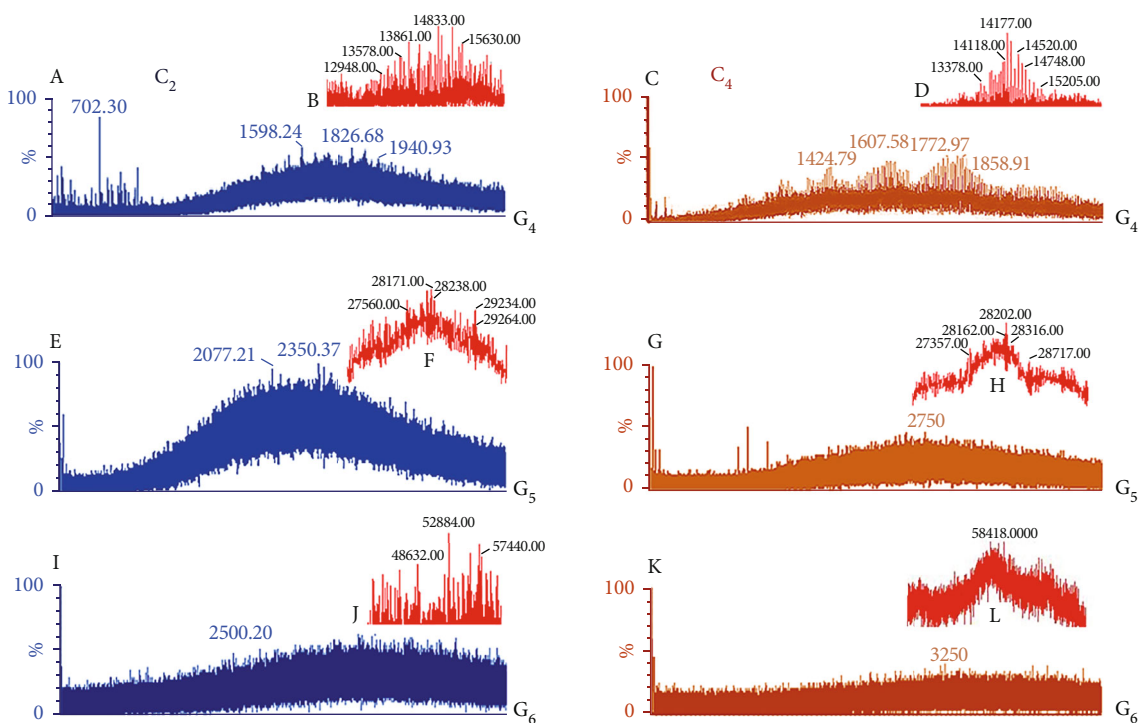 A
C2
B
12948.00
13578.00
13861.00
14833.00
15630.00
100
%
0
702.30
1598.24
1826.68
1940.93
G4
C
C4
D
13378.00
14118.00
14177.00
14520.00
14748.00
15205.00
100
%
0
1424.79
1607.58
1772.97
1858.91
G4
E
F
27560.00
28171.00
28238.00
29234.00
29264.00
100
%
0
2077.21
2350.37
G5
G
H
27357.00
28162.00
28202.00
28316.00
28717.00
100
%
0
2750
G5
I
J
48632.00
52884.00
57440.00
100
%
0
2500.20
G6
K
L
58418.0000
100
%
0
3250
G6